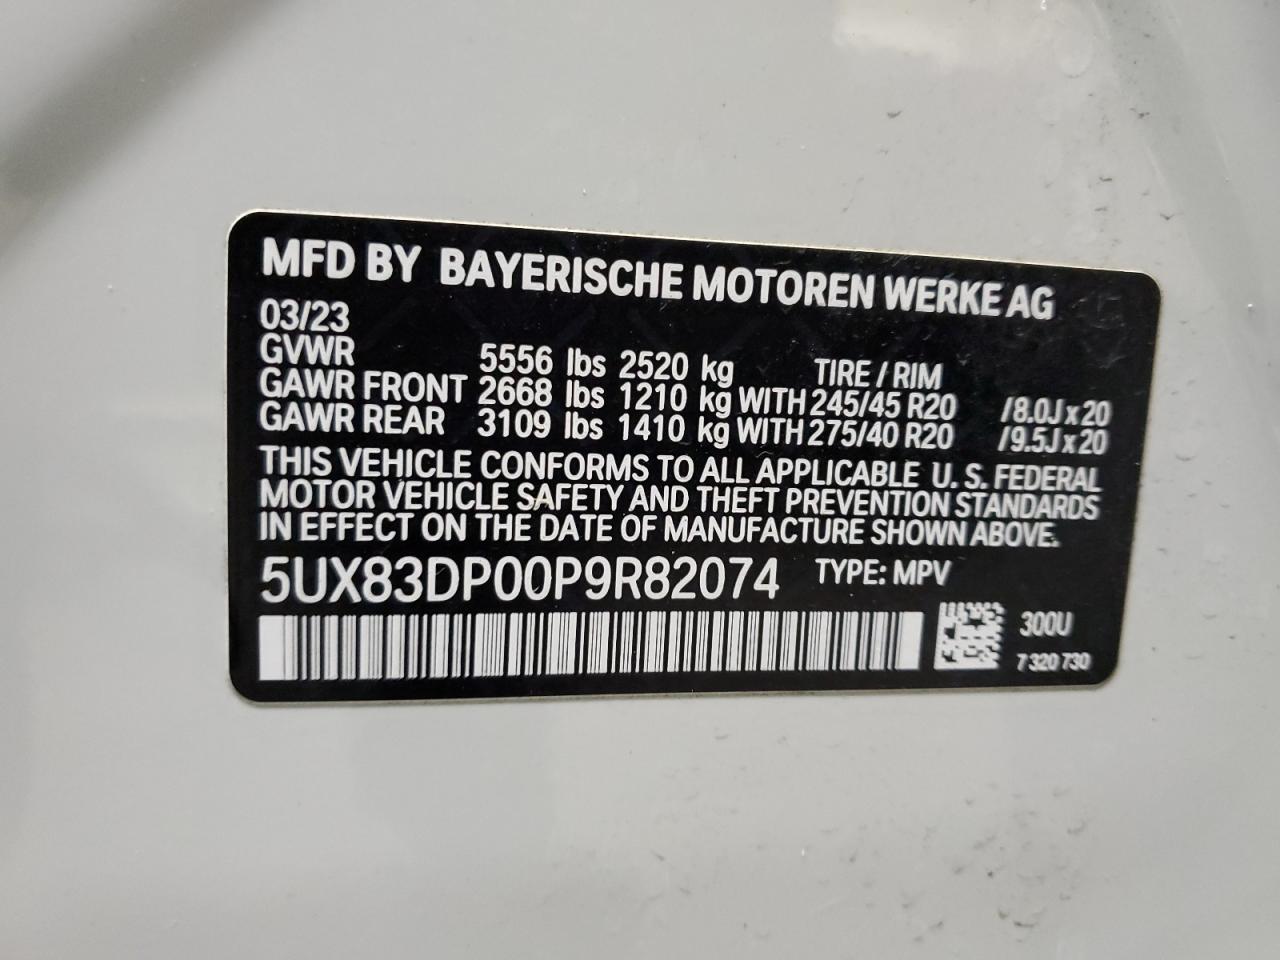 MFD BY BAYERISCHE MOTOREN WERKE AG
03/23
GVWR 5556 lbs 2520 kg TIRE / RIM
GAWR FRONT 2668 lbs 1210 kg WITH 245/45 R20 /8.0J x 20
GAWR REAR 3109 lbs 1410 kg WITH 275/40 R20 /9.5J x 20
THIS VEHICLE CONFORMS TO ALL APPLICABLE U. S. FEDERAL
MOTOR VEHICLE SAFETY AND THEFT PREVENTION STANDARDS
IN EFFECT ON THE DATE OF MANUFACTURE SHOWN ABOVE.
5UX83DP00P9R82074 TYPE: MPV
300U
7 320 730